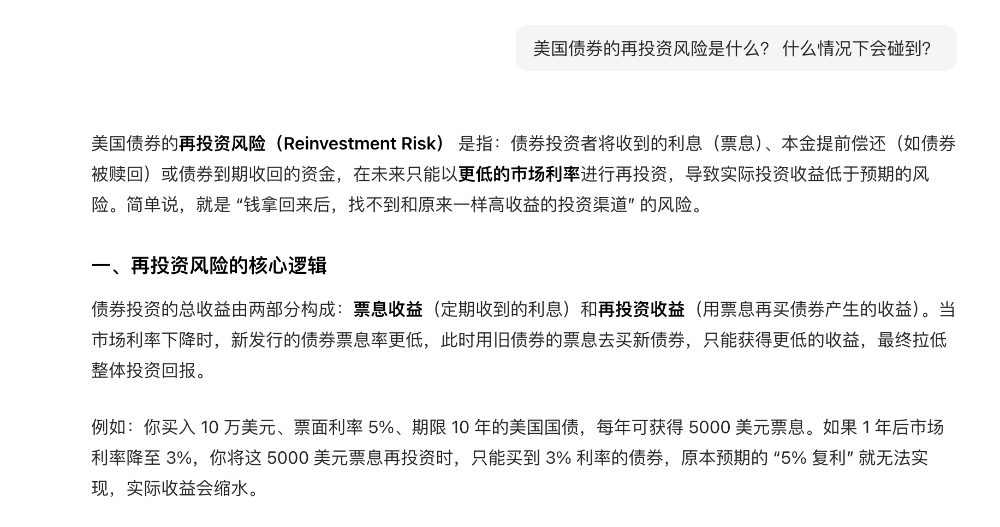 美国债券的再投资风险是什么？ 什么情况下会碰到？
美国债券的再投资风险（Reinvestment Risk） 是指：债券投资者将收到的利息（票息）、本金提前偿还（如债券
被赎回）或债券到期收回的资金，在未来只能以更低的市场利率进行再投资，导致实际投资收益低于预期的风
险。简单说，就是 “钱拿回来后，找不到和原来一样高收益的投资渠道” 的风险。
一、再投资风险的核心逻辑
债券投资的总收益由两部分构成：票息收益（定期收到的利息）和再投资收益（用票息再买债券产生的收益）。当
市场利率下降时，新发行的债券票息率更低，此时用旧债券的票息去买新债券，只能获得更低的收益，最终拉低
整体投资回报。
例如：你买入 10 万美元、票面利率 5%、期限 10 年的美国国债，每年可获得 5000 美元票息。如果 1 年后市场
利率降至 3%，你将这 5000 美元票息再投资时，只能买到 3% 利率的债券，原本预期的 “5% 复利” 就无法实
现，实际收益会缩水。